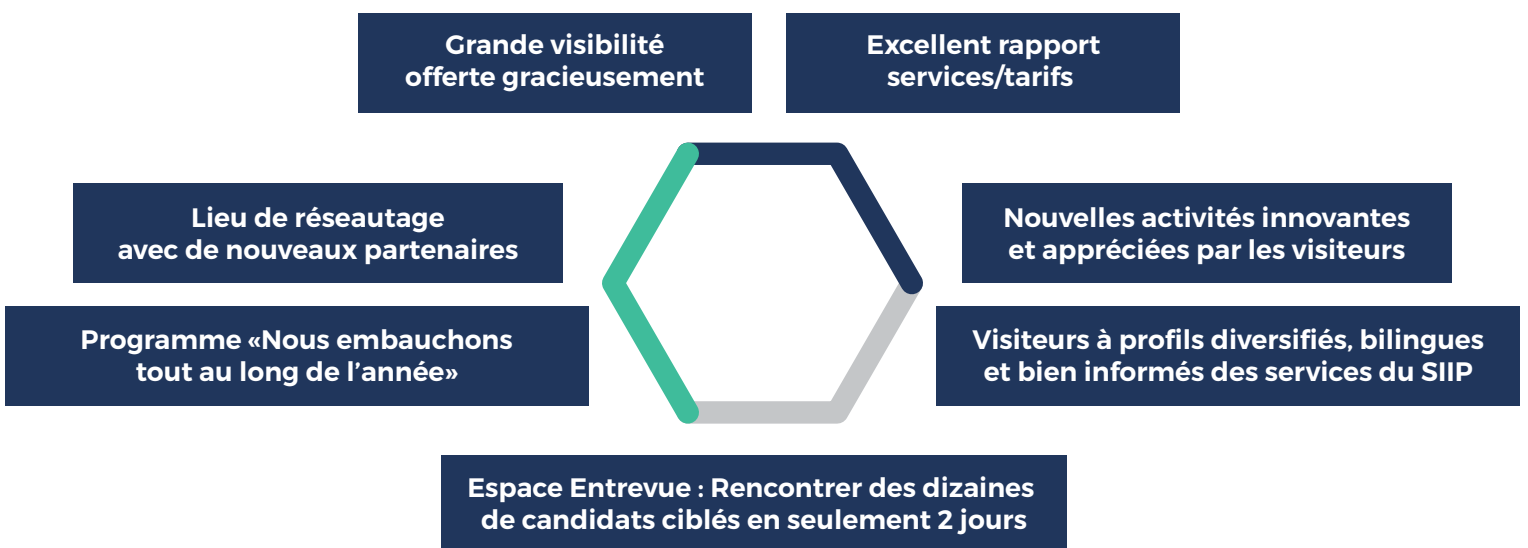 Grande visibilité
offerte gracieusement
Excellent rapport
services/tarifs
Lieu de réseautage
avec de nouveaux partenaires
Nouvelles activités innovantes
et appréciées par les visiteurs
Programme «Nous embauchons
tout au long de l’année»
Visiteurs à profils diversifiés, bilingues
et bien informés des services du SIIP
Espace Entrevue : Rencontrer des dizaines
de candidats ciblés en seulement 2 jours